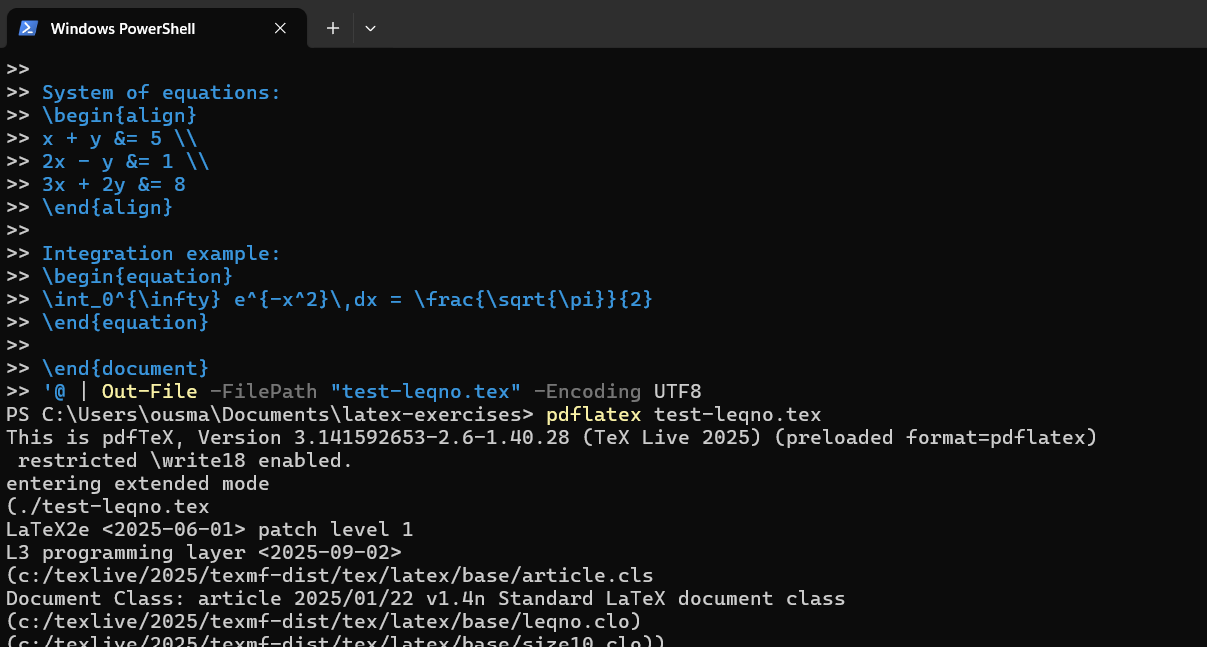 Windows PowerShell
>>
>> System of equations:
>> \begin{align}
>> x + y &= 5 \\
>> 2x - y &= 1 \\
>> 3x + 2y &= 8
>> \end{align}
>>
>> Integration example:
>> \begin{equation}
>> \int_0^{\infty} e^{-x^2}\,dx = \frac{\sqrt{\pi}}{2}
>> \end{equation}
>>
>> \end{document}
>> '@ | Out-File -FilePath "test-leqno.tex" -Encoding UTF8
PS C:\Users\ousma\Documents\latex-exercises> pdflatex test-leqno.tex
This is pdfTeX, Version 3.141592653-2.6-1.40.28 (TeX Live 2025) (preloaded format=pdflatex)
 restricted \write18 enabled.
entering extended mode
(./test-leqno.tex
LaTeX2e <2025-06-01> patch level 1
L3 programming layer <2025-09-02>
(c:/texlive/2025/texmf-dist/tex/latex/base/article.cls
Document Class: article 2025/01/22 v1.4n Standard LaTeX document class
(c:/texlive/2025/texmf-dist/tex/latex/base/leqno.clo)
(c:/texlive/2025/texmf-dist/tex/latex/base/size10.clo))